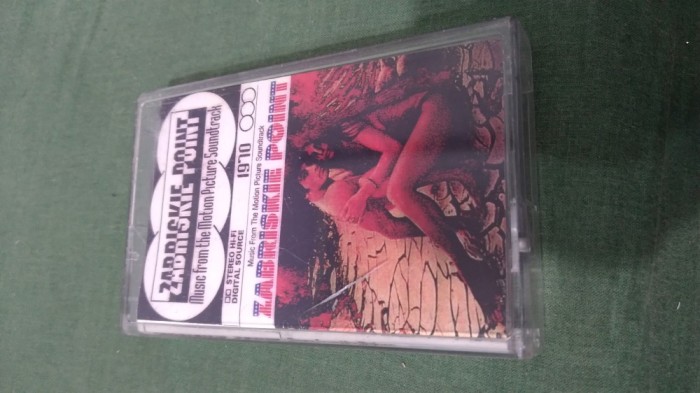 ZABRISKIE POINT
Music from the Motion Picture Soundtrack
1970
STEREO HI-FI
DIGITAL SOURCE
Music From The Motion Picture Soundtrack
ZABRISKIE POINT